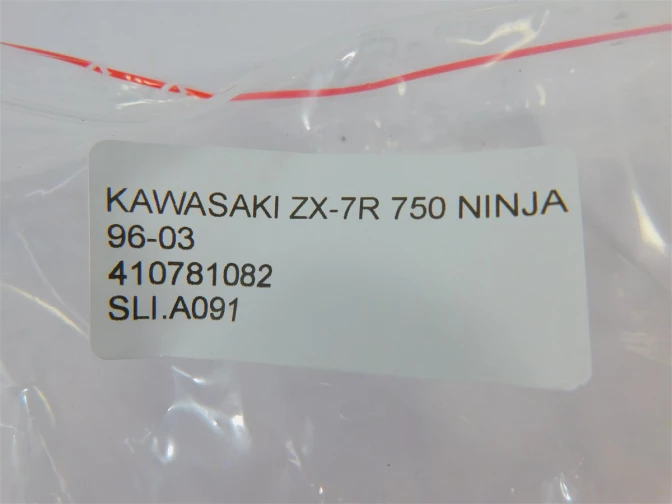 KAWASAKI ZX-7R 750 NINJA
96-03
410781082
SLI.A091